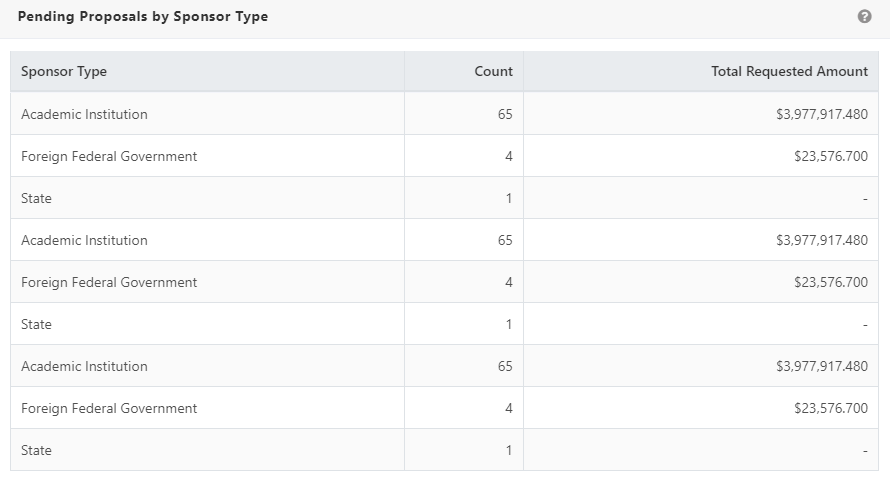 Pending Proposals by Sponsor Type ?
Sponsor Type Count Total Requested Amount
Academic Institution 65 $3,977,917.480
Foreign Federal Government 4 $23,576.700
State 1 -
Academic Institution 65 $3,977,917.480
Foreign Federal Government 4 $23,576.700
State 1 -
Academic Institution 65 $3,977,917.480
Foreign Federal Government 4 $23,576.700
State 1 -